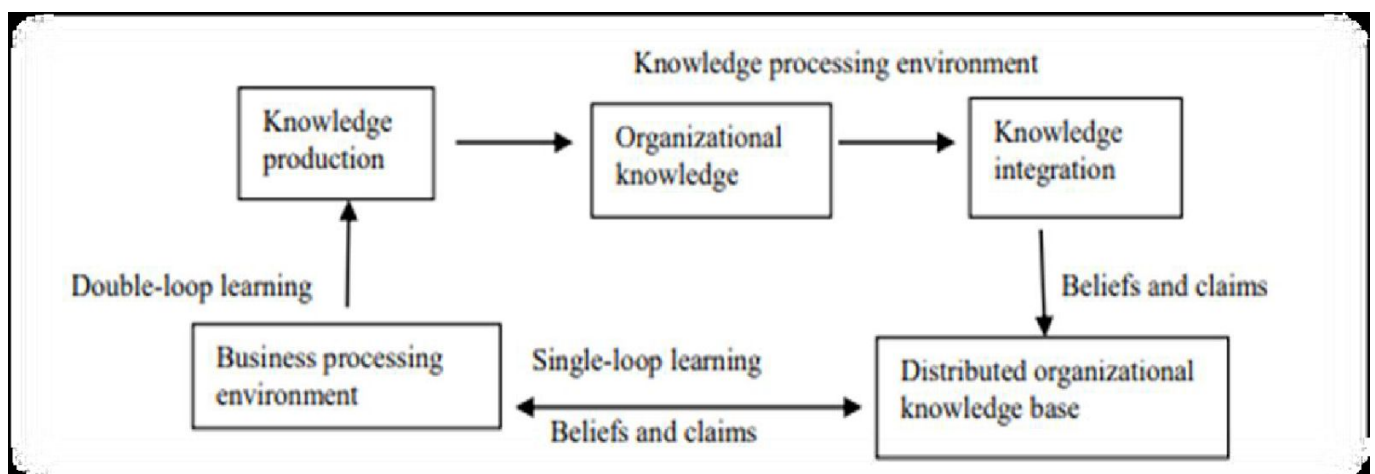 Knowledge processing environment
Knowledge
production
Organizational
knowledge
Knowledge
integration
Double-loop learning
Beliefs and claims
Business processing
environment
Single-loop learning
Beliefs and claims
Distributed organizational
knowledge base